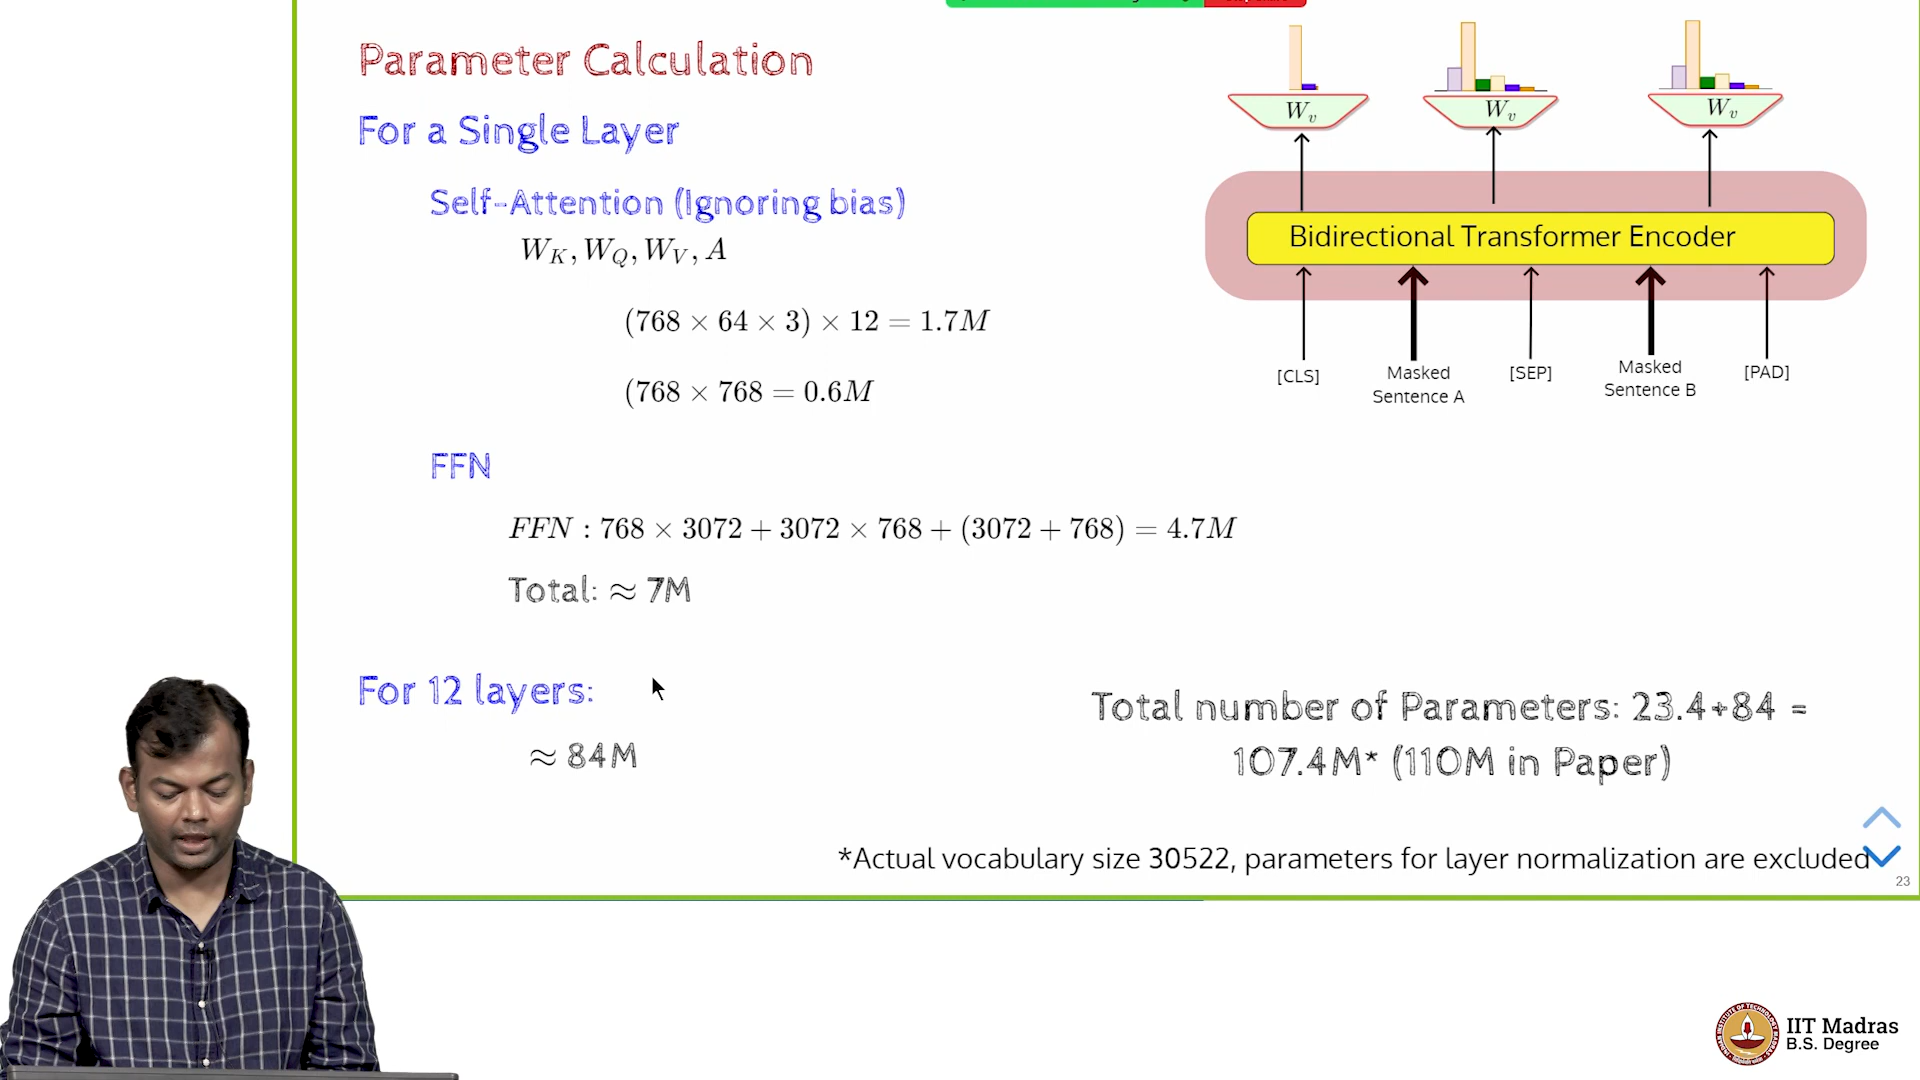 Parameter Calculation
For a Single Layer
Self-Attention (Ignoring bias)
W_K, W_Q, W_V, A
(768 × 64 × 3) × 12 = 1.7M
(768 × 768 = 0.6M
FFN
FFN : 768 × 3072 + 3072 × 768 + (3072 + 768) = 4.7M
Total: ≈ 7M
For 12 layers:
≈ 84M
W_v
W_v
W_v
Bidirectional Transformer Encoder
[CLS]
Masked
Sentence A
[SEP]
Masked
Sentence B
[PAD]
Total number of Parameters: 23.4+84 =
107.4M* (110M in Paper)
*Actual vocabulary size 30522, parameters for layer normalization are excluded
23
IIT Madras
B.S. Degree